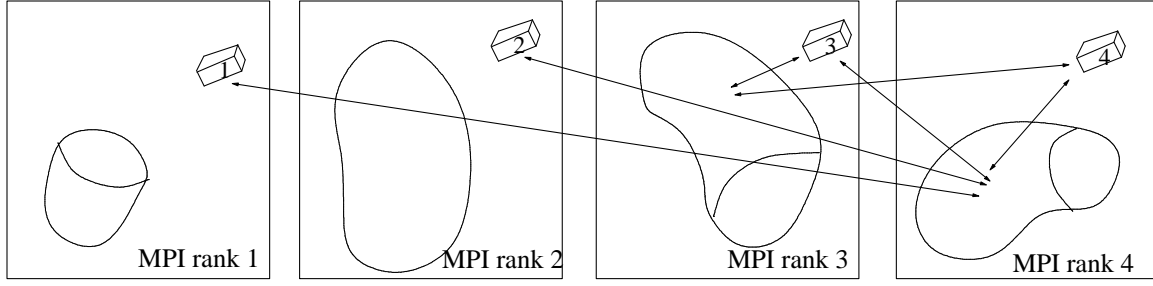 1
2
3
4
MPI rank 1
MPI rank 2
MPI rank 3
MPI rank 4